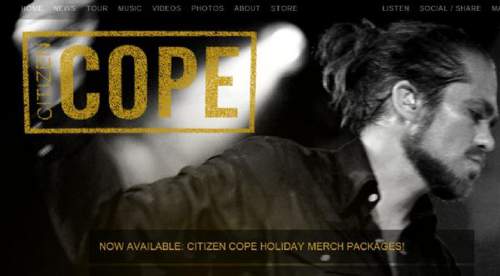 HOME NEWS TOUR MUSIC VIDEOS PHOTOS ABOUT STORE LISTEN SOCIAL / SHARE
CITIZEN
COPE
NOW AVAILABLE: CITIZEN COPE HOLIDAY MERCH PACKAGES!